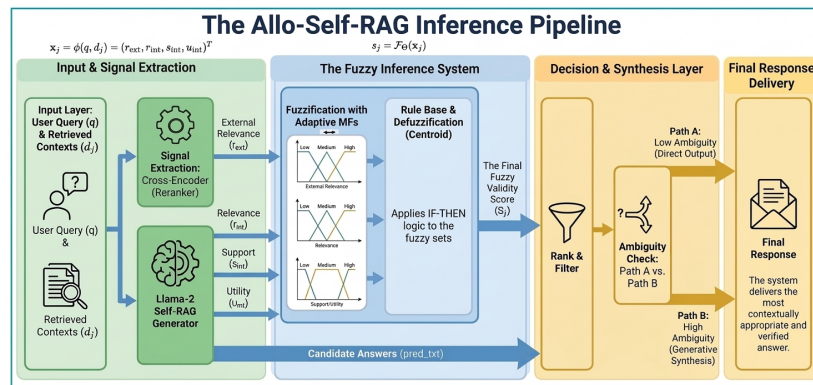 The Allo-Self-RAG Inference Pipeline
x_j = ϕ(q, d_j) = (r_ext, r_int, s_int, u_int)^T
s_j = F_Θ(x_j)
Input & Signal Extraction
Input Layer:
User Query (q)
& Retrieved
Contexts (d_j)
?
User Query (q)
&
Retrieved Contexts (d_j)
Signal
Extraction:
Cross-Encoder
(Reranker)
Llama-2
Self-RAG
Generator
External
Relevance
(r_ext)
Relevance
(r_int)
Support
(s_int)
Utility
(u_int)
The Fuzzy Inference System
Fuzzification with
Adaptive MFs
Low Medium High
External Relevance
Low Medium High
Relevance
Low Medium High
Support/Utility
Rule Base &
Defuzzification
(Centroid)
Applies IF-THEN
logic to the
fuzzy sets
The Final
Fuzzy
Validity
Score
(S_j)
Candidate Answers (pred_txt)
Decision & Synthesis Layer
Rank &
Filter
?
Ambiguity
Check:
Path A vs.
Path B
Path A:
Low Ambiguity
(Direct Output)
Path B:
High
Ambiguity
(Generative
Synthesis)
Final Response
Delivery
Final
Response
The system
delivers the
most
contextually
appropriate and
verified
answer.